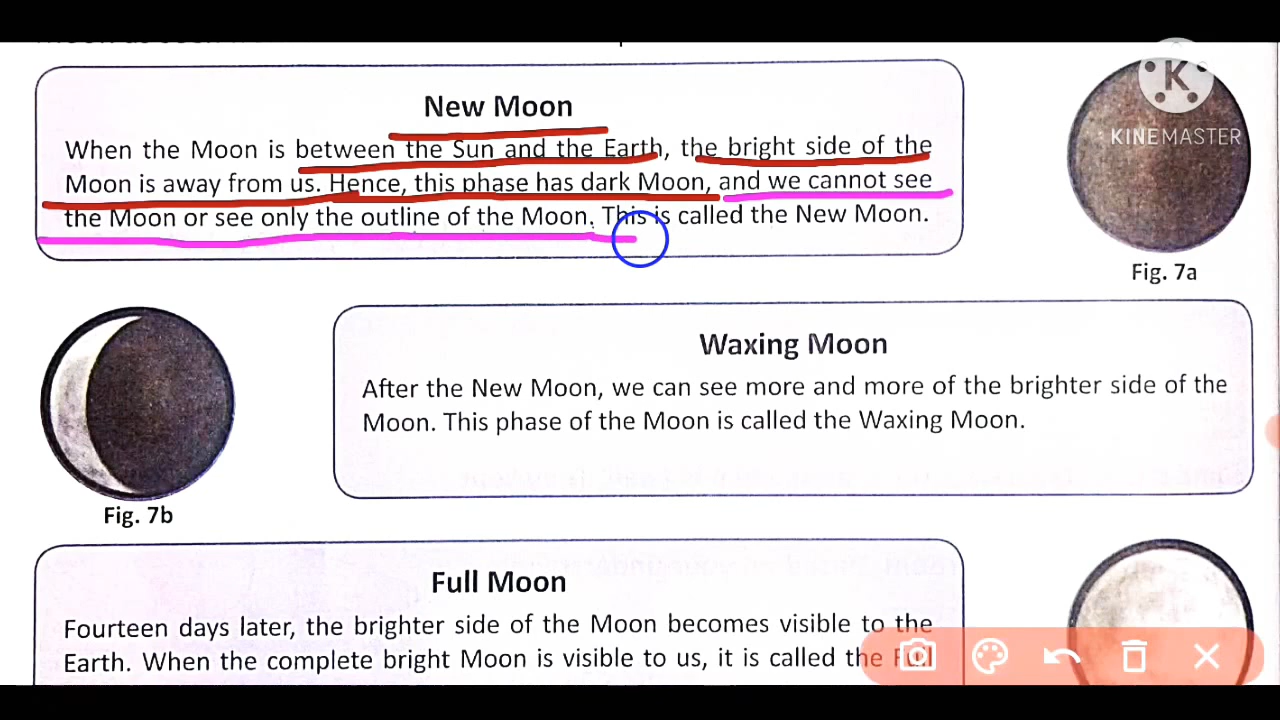 New Moon
When the Moon is between the Sun and the Earth, the bright side of the
Moon is away from us. Hence, this phase has dark Moon, and we cannot see
the Moon or see only the outline of the Moon. This is called the New Moon.
K
KINEMASTER
Fig. 7a
Fig. 7b
Waxing Moon
After the New Moon, we can see more and more of the brighter side of the
Moon. This phase of the Moon is called the Waxing Moon.
Full Moon
Fourteen days later, the brighter side of the Moon becomes visible to the
Earth. When the complete bright Moon is visible to us, it is called the Full